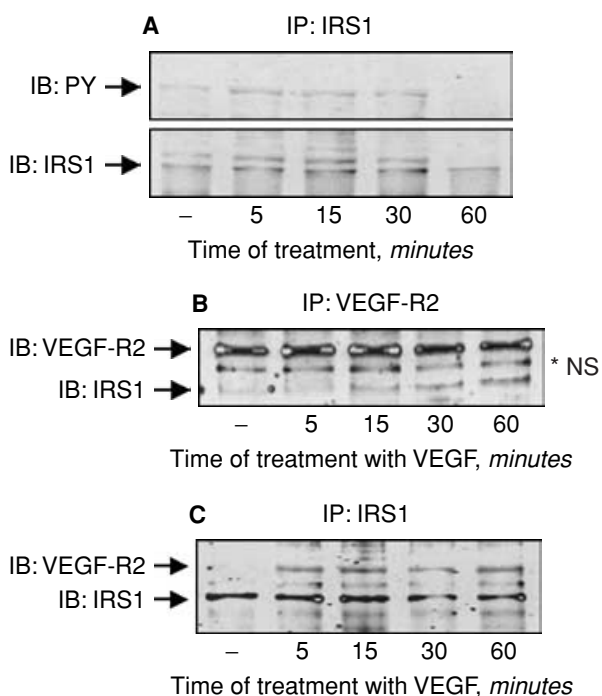 A IP: IRS1
IB: PY
IB: IRS1
– 5 15 30 60
Time of treatment, minutes
B IP: VEGF-R2
IB: VEGF-R2
* NS
IB: IRS1
– 5 15 30 60
Time of treatment with VEGF, minutes
C IP: IRS1
IB: VEGF-R2
IB: IRS1
– 5 15 30 60
Time of treatment with VEGF, minutes